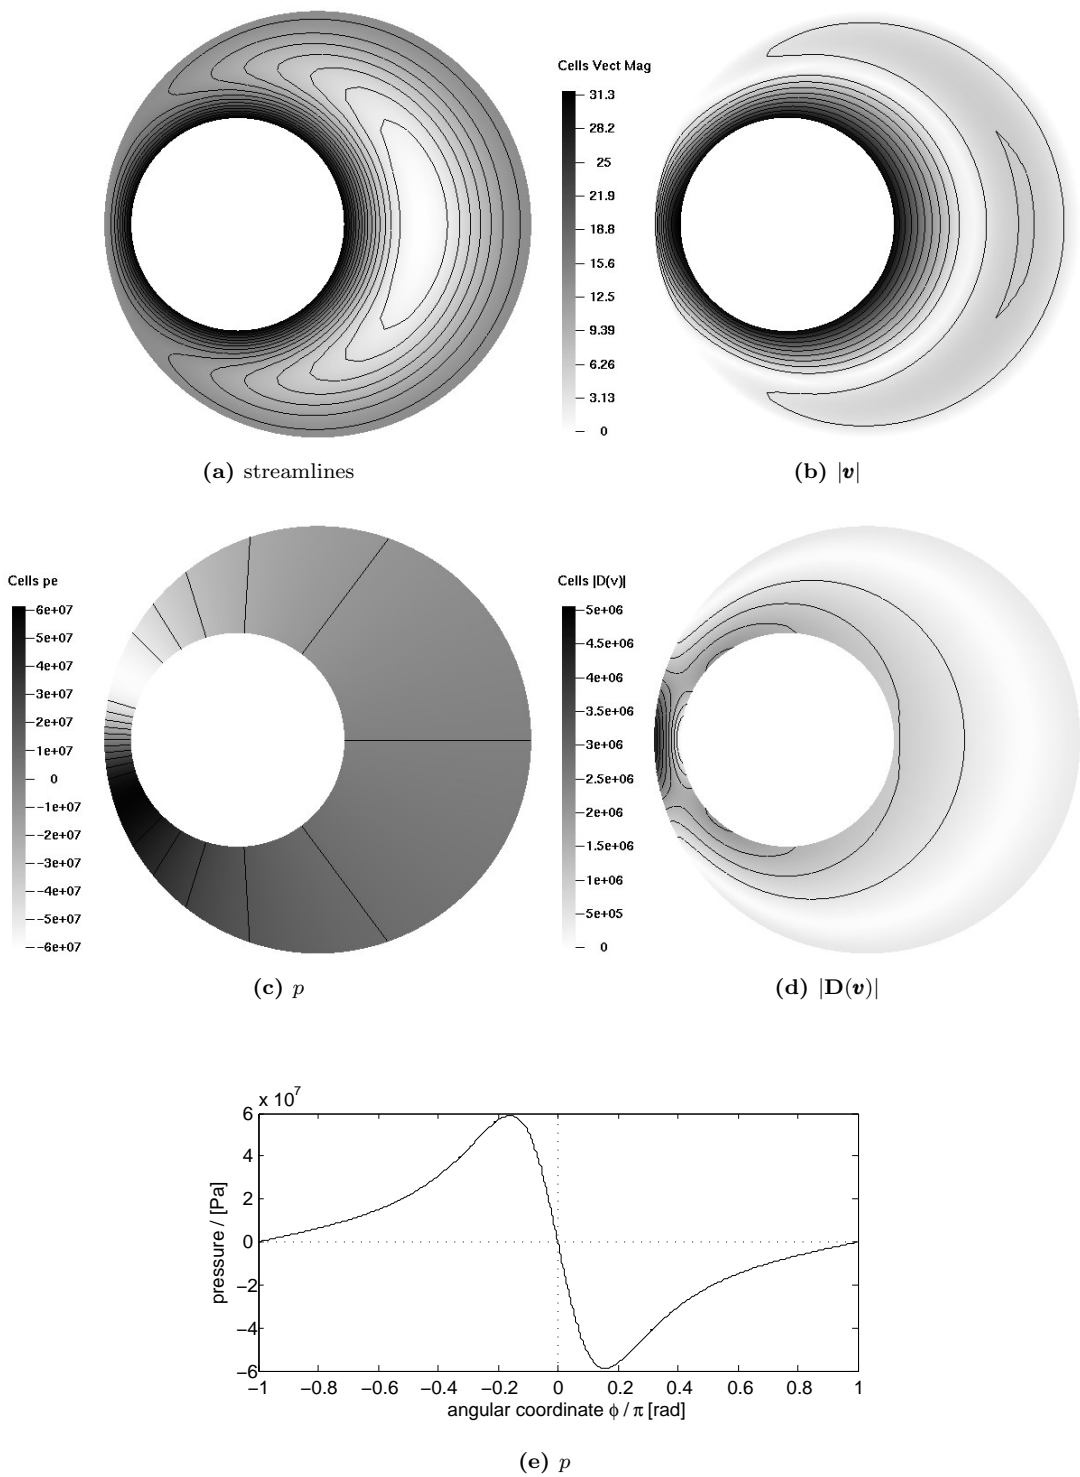 Cells Vect Mag
31.3
28.2
25
21.9
18.8
15.6
12.5
9.39
6.26
3.13
0
(a) streamlines
(b) |v|
Cells pe
6e+07
5e+07
4e+07
3e+07
2e+07
1e+07
0
-1e+07
-2e+07
-3e+07
-4e+07
-5e+07
-6e+07
Cells |D(v)|
5e+06
4.5e+06
4e+06
3.5e+06
3e+06
2.5e+06
2e+06
1.5e+06
1e+06
5e+05
0
(c) p
(d) |D(v)|
x 10^7
6
4
2
0
−2
−4
−6
pressure / [Pa]
−1 −0.8 −0.6 −0.4 −0.2 0 0.2 0.4 0.6 0.8 1
angular coordinate ϕ / π [rad]
(e) p